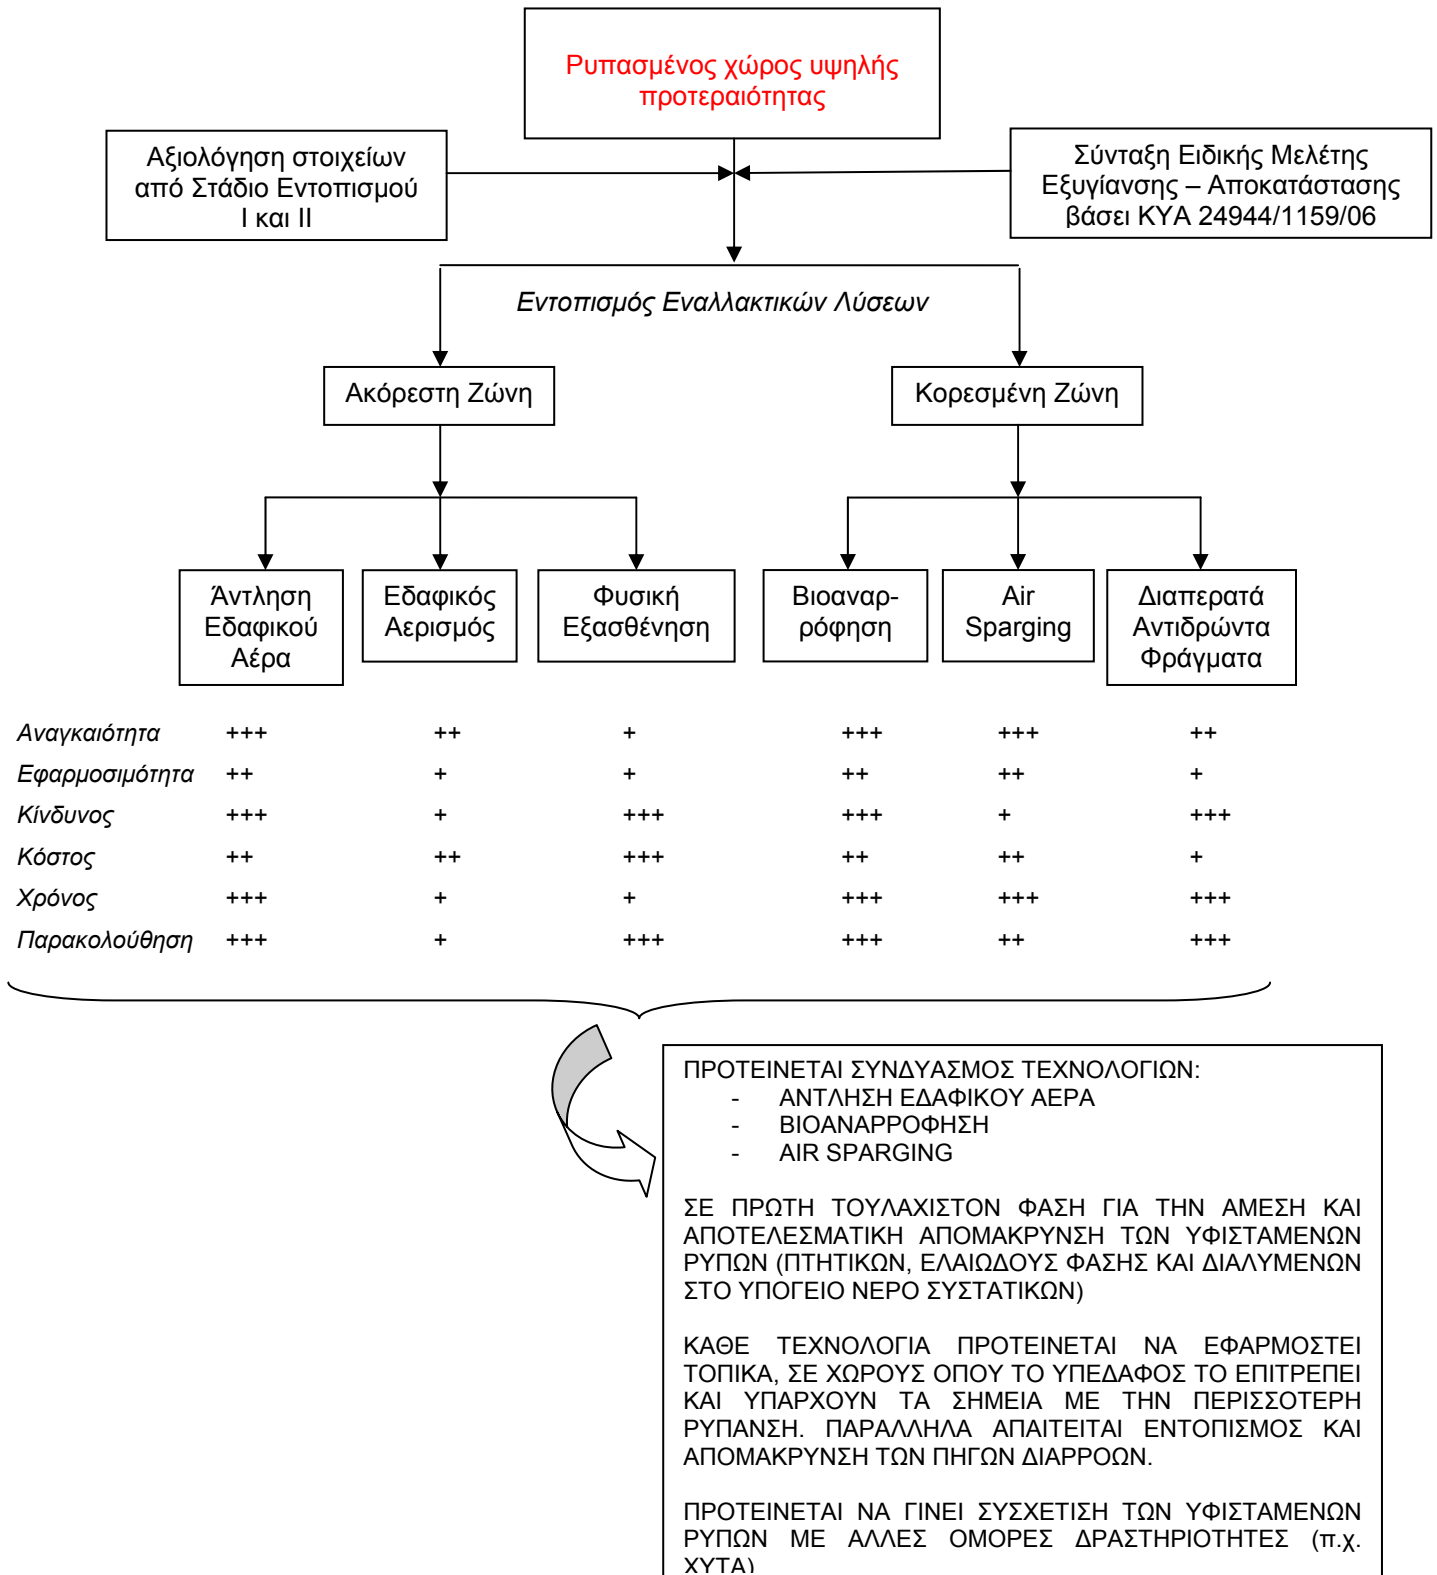 Ρυπασμένος χώρος υψηλής
προτεραιότητας
Αξιολόγηση στοιχείων
από Στάδιο Εντοπισμού
Ι και ΙΙ
Σύνταξη Ειδικής Μελέτης
Εξυγίανσης – Αποκατάστασης
βάσει ΚΥΑ 24944/1159/06
Εντοπισμός Εναλλακτικών Λύσεων
Ακόρεστη Ζώνη
Κορεσμένη Ζώνη
Άντληση
Εδαφικού
Αέρα
Εδαφικός
Αερισμός
Φυσική
Εξασθένηση
Βιοαναρ-
ρόφηση
Air
Sparging
Διαπερατά
Αντιδρώντα
Φράγματα
Αναγκαιότητα +++ ++ + +++ +++ ++
Εφαρμοσιμότητα ++ + + ++ ++ +
Κίνδυνος +++ + +++ +++ + +++
Κόστος ++ ++ +++ ++ ++ +
Χρόνος +++ + + +++ +++ +++
Παρακολούθηση +++ + +++ +++ ++ +++
ΠΡΟΤΕΙΝΕΤΑΙ ΣΥΝΔΥΑΣΜΟΣ ΤΕΧΝΟΛΟΓΙΩΝ:
- ΑΝΤΛΗΣΗ ΕΔΑΦΙΚΟΥ ΑΕΡΑ
- ΒΙΟΑΝΑΡΡΟΦΗΣΗ
- AIR SPARGING
ΣΕ ΠΡΩΤΗ ΤΟΥΛΑΧΙΣΤΟΝ ΦΑΣΗ ΓΙΑ ΤΗΝ ΑΜΕΣΗ ΚΑΙ
ΑΠΟΤΕΛΕΣΜΑΤΙΚΗ ΑΠΟΜΑΚΡΥΝΣΗ ΤΩΝ ΥΦΙΣΤΑΜΕΝΩΝ
ΡΥΠΩΝ (ΠΤΗΤΙΚΩΝ, ΕΛΑΙΩΔΟΥΣ ΦΑΣΗΣ ΚΑΙ ΔΙΑΛΥΜΕΝΩΝ
ΣΤΟ ΥΠΟΓΕΙΟ ΝΕΡΟ ΣΥΣΤΑΤΙΚΩΝ)
ΚΑΘΕ ΤΕΧΝΟΛΟΓΙΑ ΠΡΟΤΕΙΝΕΤΑΙ ΝΑ ΕΦΑΡΜΟΣΤΕΙ
ΤΟΠΙΚΑ, ΣΕ ΧΩΡΟΥΣ ΟΠΟΥ ΤΟ ΥΠΕΔΑΦΟΣ ΤΟ ΕΠΙΤΡΕΠΕΙ
ΚΑΙ ΥΠΑΡΧΟΥΝ ΤΑ ΣΗΜΕΙΑ ΜΕ ΤΗΝ ΠΕΡΙΣΣΟΤΕΡΗ
ΡΥΠΑΝΣΗ. ΠΑΡΑΛΛΗΛΑ ΑΠΑΙΤΕΙΤΑΙ ΕΝΤΟΠΙΣΜΟΣ ΚΑΙ
ΑΠΟΜΑΚΡΥΝΣΗ ΤΩΝ ΠΗΓΩΝ ΔΙΑΡΡΟΩΝ.
ΠΡΟΤΕΙΝΕΤΑΙ ΝΑ ΓΙΝΕΙ ΣΥΣΧΕΤΙΣΗ ΤΩΝ ΥΦΙΣΤΑΜΕΝΩΝ
ΡΥΠΩΝ ΜΕ ΑΛΛΕΣ ΟΜΟΡΕΣ ΔΡΑΣΤΗΡΙΟΤΗΤΕΣ (π.χ.
ΧΥΤΑ)